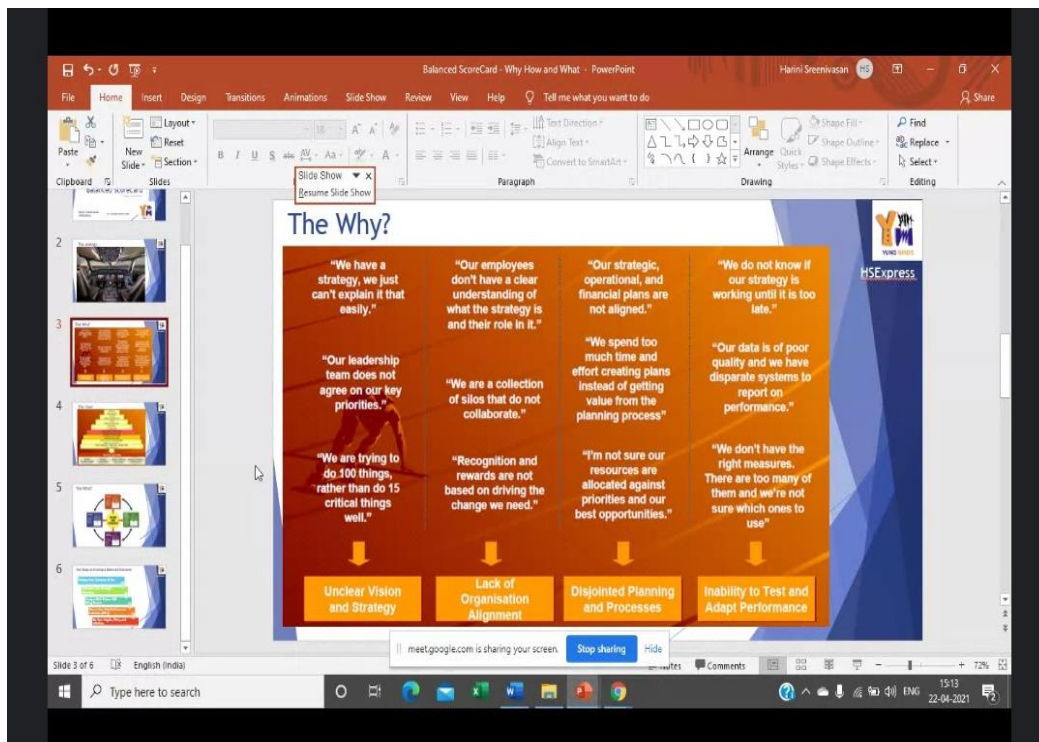 Balanced ScoreCard - Why How and What - PowerPoint
Harini Sreenivasan
HS
File Home Insert Design Transitions Animations Slide Show Review View Help Tell me what you want to do
Share
Paste
New
Slide
Layout
Reset
Section
18
B I U S abc AV Aa A
Text Direction
Align Text
Convert to SmartArt
Arrange
Quick
Styles
Shape Fill
Shape Outline
Shape Effects
Find
Replace
Select
Clipboard
Slides
Paragraph
Drawing
Editing
Slide Show
Resume Slide Show
2
3
4
5
6
The Why?
YUNG MINDS
HSExpress
“We have a
strategy, we just
can't explain it that
easily.”
“Our leadership
team does not
agree on our key
priorities.”
“We are trying to
do 100 things,
rather than do 15
critical things
well.”
Unclear Vision
and Strategy
“Our employees
don't have a clear
understanding of
what the strategy is
and their role in it.”
“We are a collection
of silos that do not
collaborate.”
“Recognition and
rewards are not
based on driving the
change we need.”
Lack of
Organisation
Alignment
“Our strategic,
operational, and
financial plans are
not aligned.”
“We spend too
much time and
effort creating plans
instead of getting
value from the
planning process”
“I'm not sure our
resources are
allocated against
priorities and our
best opportunities.”
Disjointed Planning
and Processes
“We do not know if
our strategy is
working until it is too
late.”
“Our data is of poor
quality and we have
disparate systems to
report on
performance.”
“We don't have the
right measures.
There are too many of
them and we're not
sure which ones to
use”
Inability to Test and
Adapt Performance
meet.google.com is sharing your screen.
Stop sharing
Hide
Slide 3 of 6
English (India)
Comments
72%
Type here to search
ENG
15:13
22-04-2021